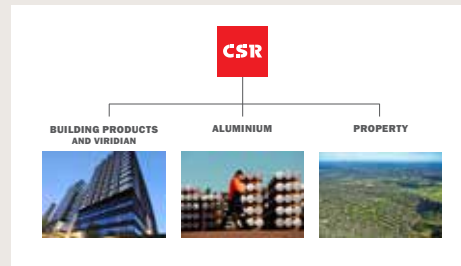 CSR
BUILDING PRODUCTS
AND VIRIDIAN
ALUMINIUM
PROPERTY